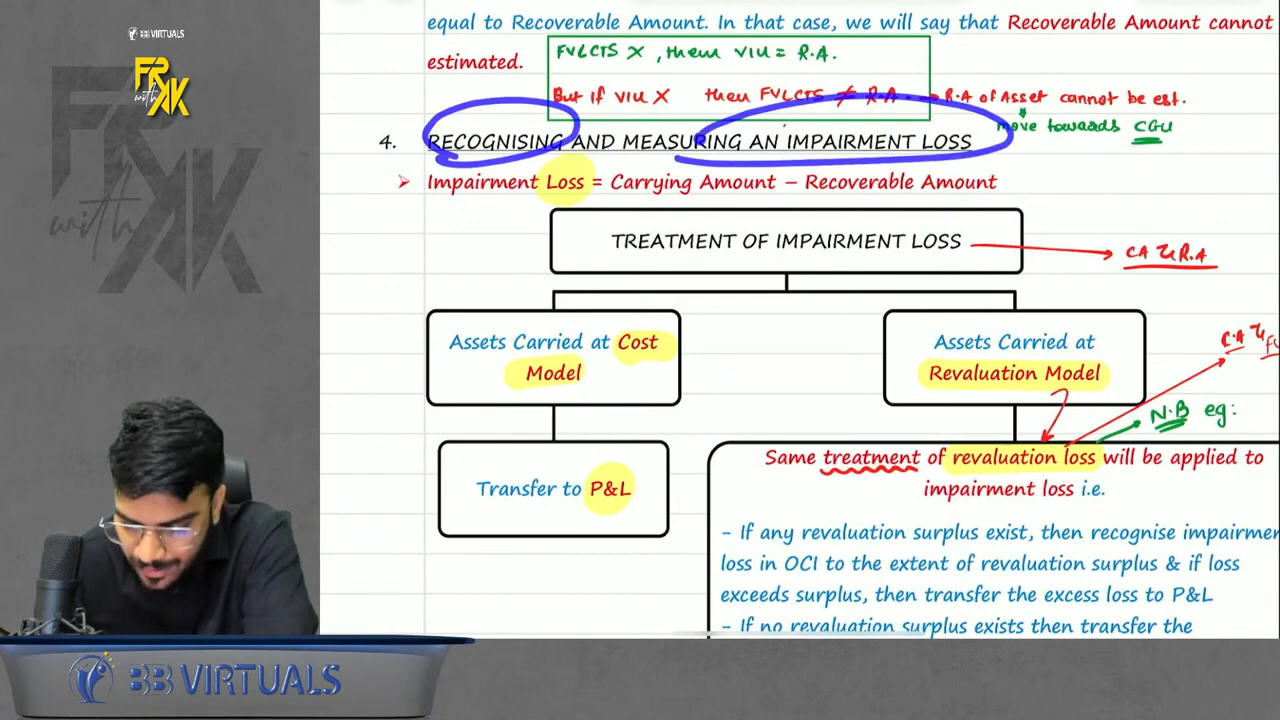 BB VIRTUALS
FR
with
AK
equal to Recoverable Amount. In that case, we will say that Recoverable Amount cannot
estimated.
FVLCTS X , then VIU = R.A.
But if VIU X then FVLCTS ≠ R.A. → R.A of Asset cannot be est.
move towards CGU
4. RECOGNISING AND MEASURING AN IMPAIRMENT LOSS
➢ Impairment Loss = Carrying Amount – Recoverable Amount
TREATMENT OF IMPAIRMENT LOSS
CA R.A
Assets Carried at Cost
Model
Assets Carried at
Revaluation Model
C.A
N.B eg:
Transfer to P&L
Same treatment of revaluation loss will be applied to
impairment loss i.e.
- If any revaluation surplus exist, then recognise impairmen
loss in OCI to the extent of revaluation surplus & if loss
exceeds surplus, then transfer the excess loss to P&L
- If no revaluation surplus exists then transfer the
BB VIRTUALS